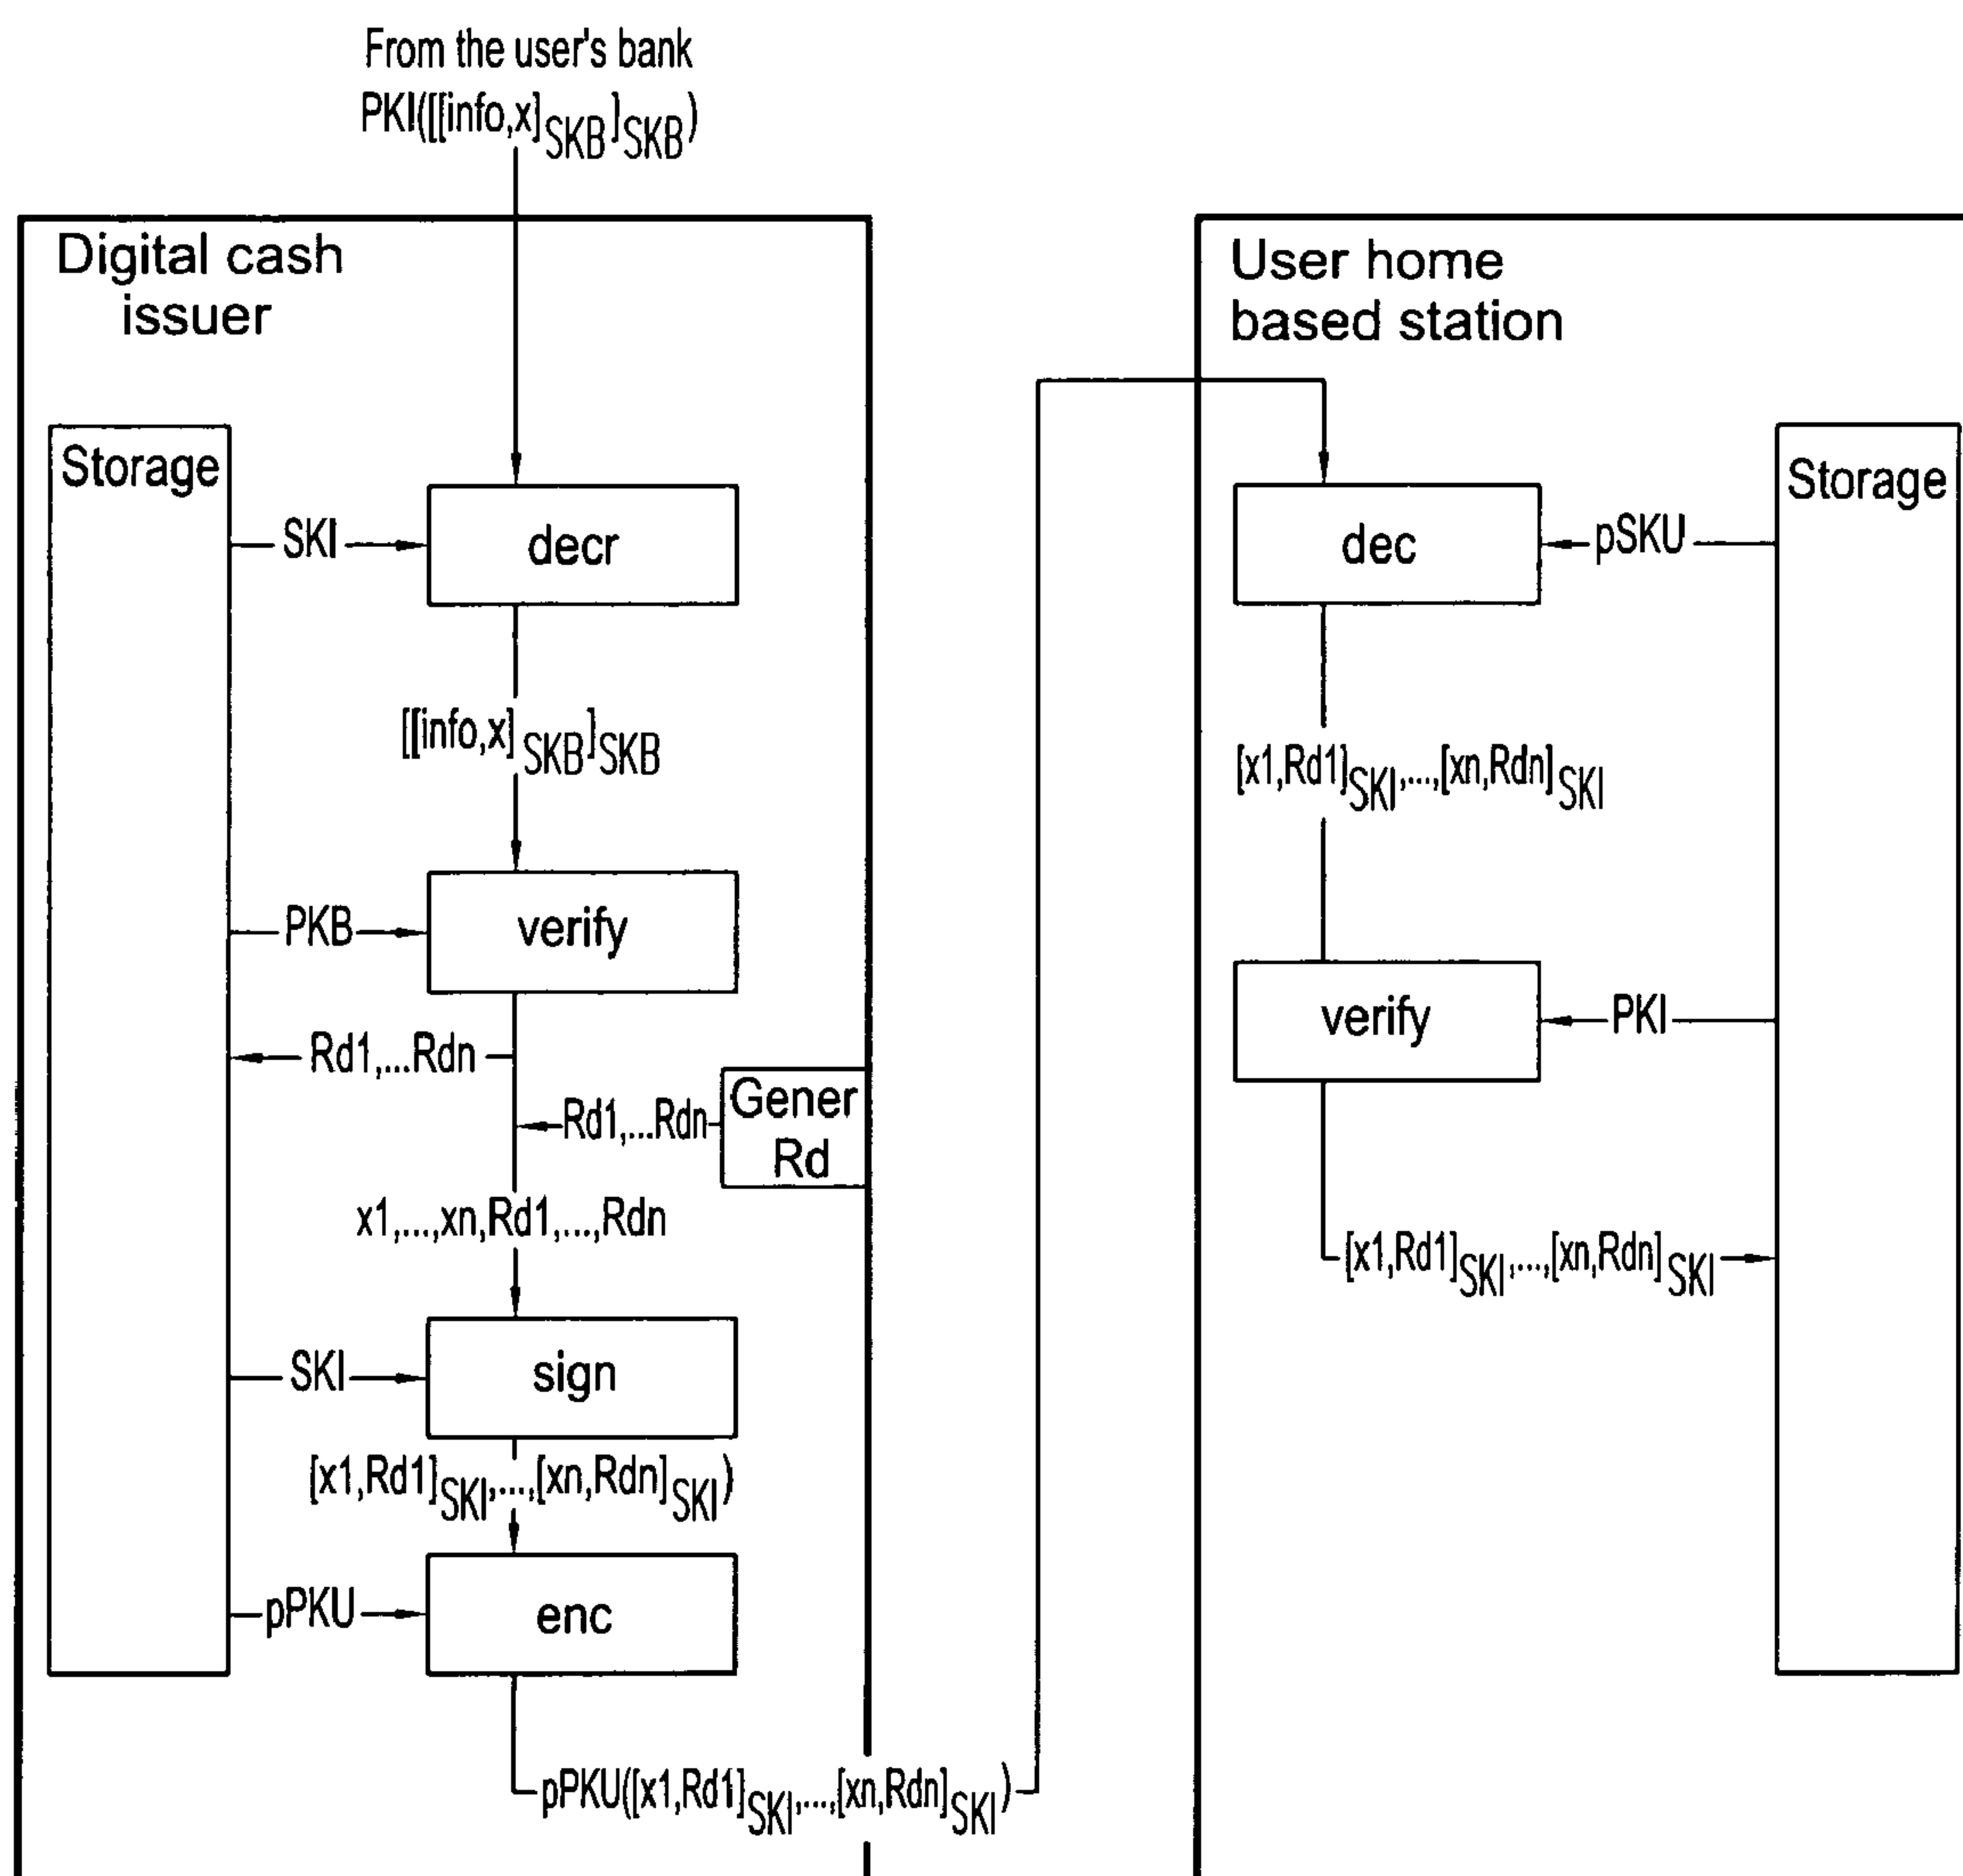 From the user's bank
PKI([[info,x]SKB]SKB)
Digital cash
issuer
Storage
SKI
decr
[[info,x]SKB]SKB
PKB
verify
Rd1,...Rdn
Rd1,...Rdn
Gener
Rd
x1,...,xn,Rd1,...,Rdn
SKI
sign
[x1,Rd1]SKI,...,[xn,Rdn]SKI)
pPKU
enc
pPKU([x1,Rd1]SKI,...,[xn,Rdn]SKI)
User home
based station
Storage
dec
pSKU
[x1,Rd1]SKI,...,[xn,Rdn]SKI
verify
PKI
[x1,Rd1]SKI,...,[xn,Rdn]SKI